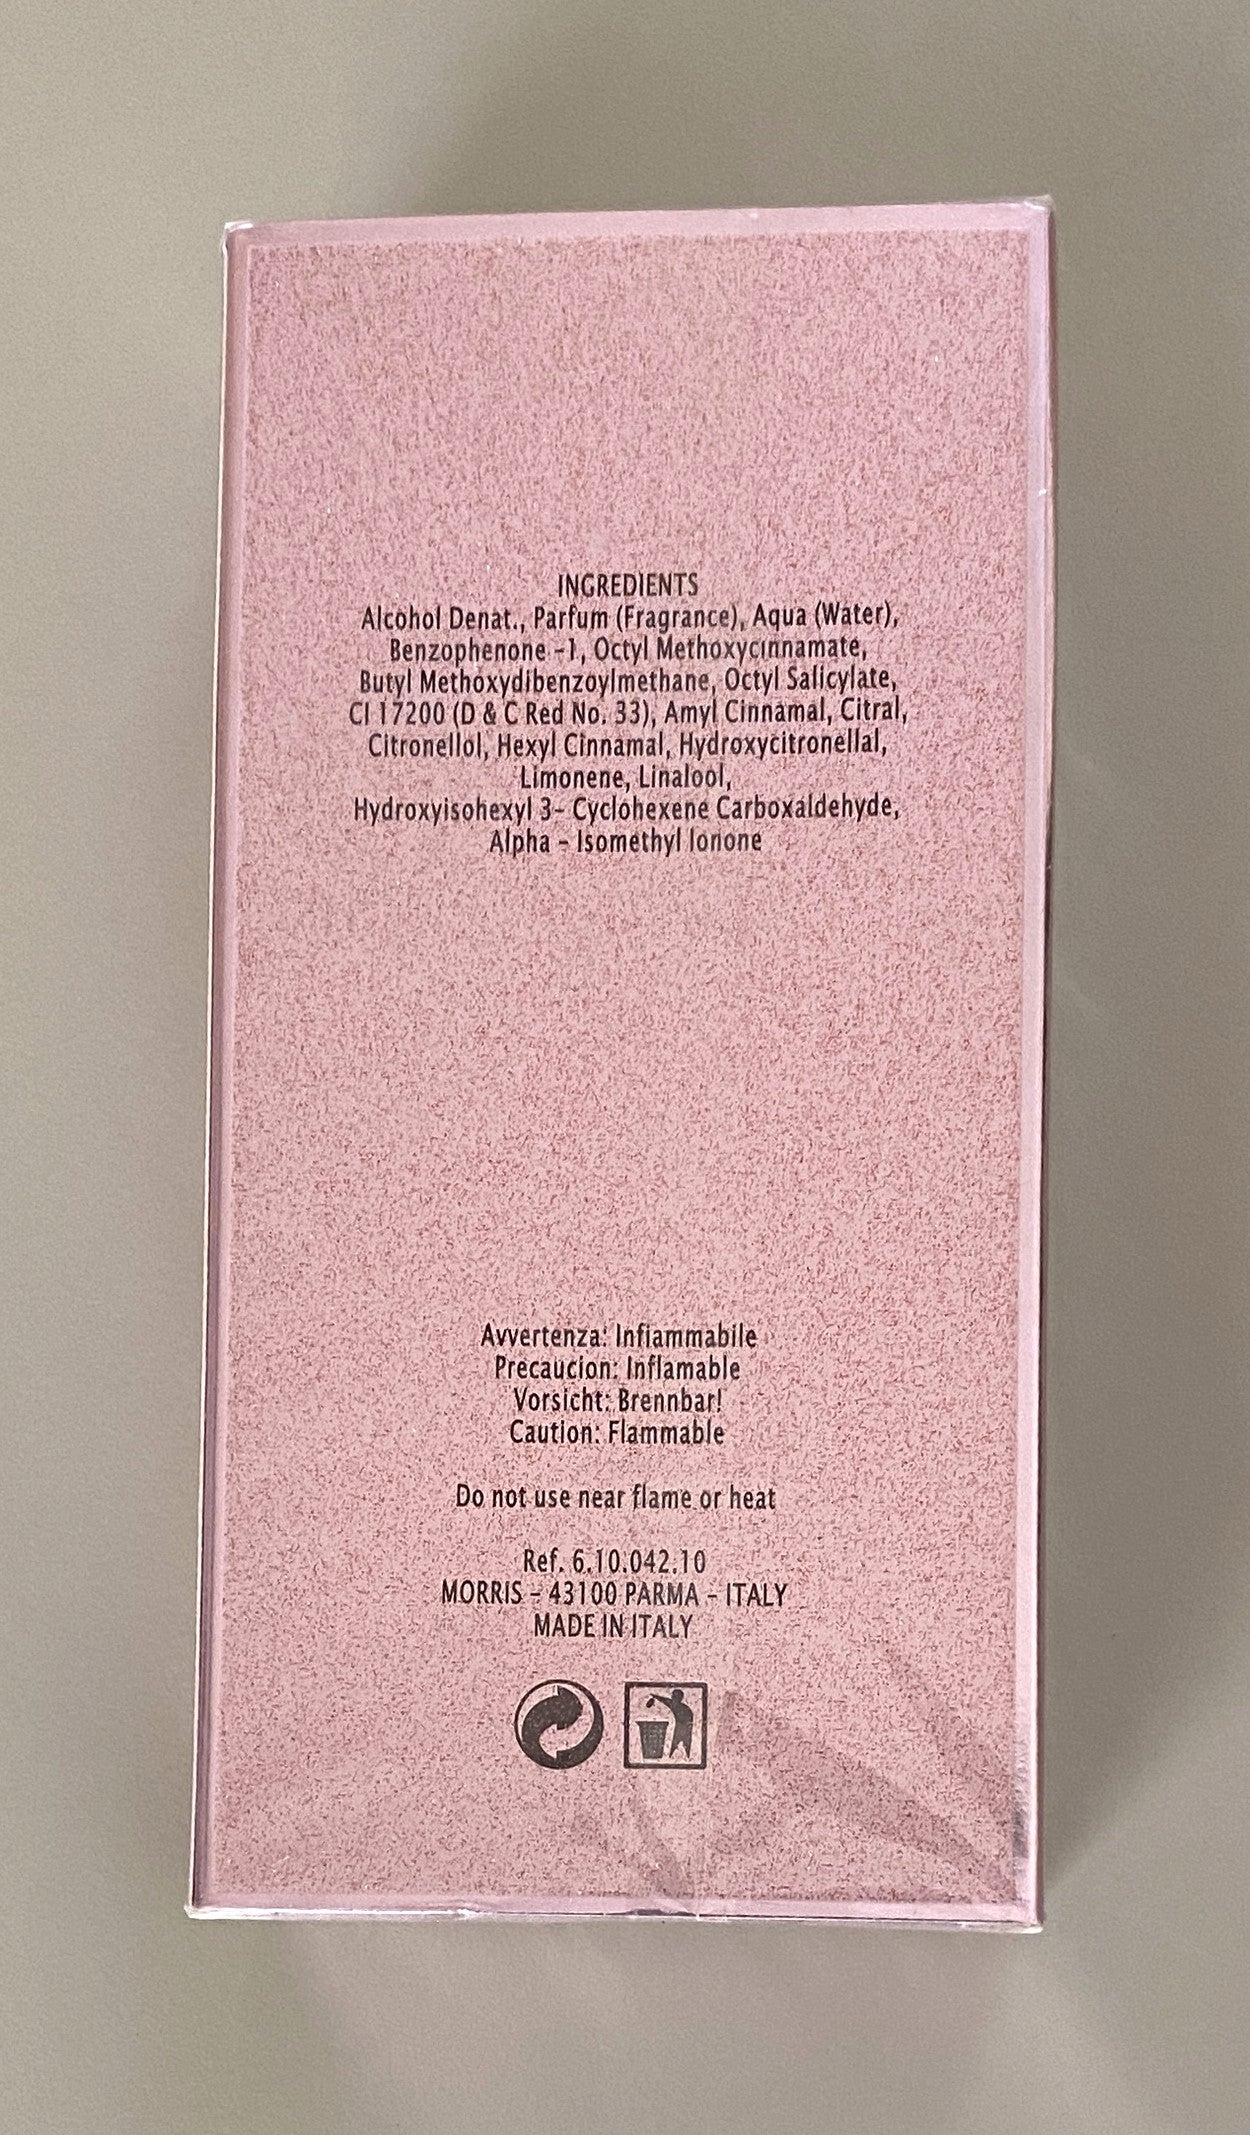 INGREDIENTS
Alcohol Denat., Parfum (Fragrance), Aqua (Water),
Benzophenone -1, Octyl Methoxycinnamate,
Butyl Methoxydibenzoylmethane, Octyl Salicylate,
CI 17200 (D & C Red No. 33), Amyl Cinnamal, Citral,
Citronellol, Hexyl Cinnamal, Hydroxycitronellal,
Limonene, Linalool,
Hydroxyisohexyl 3- Cyclohexene Carboxaldehyde,
Alpha - Isomethyl Ionone
Avvertenza: Infiammabile
Precaucion: Inflamable
Vorsicht: Brennbar!
Caution: Flammable
Do not use near flame or heat
Ref. 6.10.042.10
MORRIS - 43100 PARMA - ITALY
MADE IN ITALY